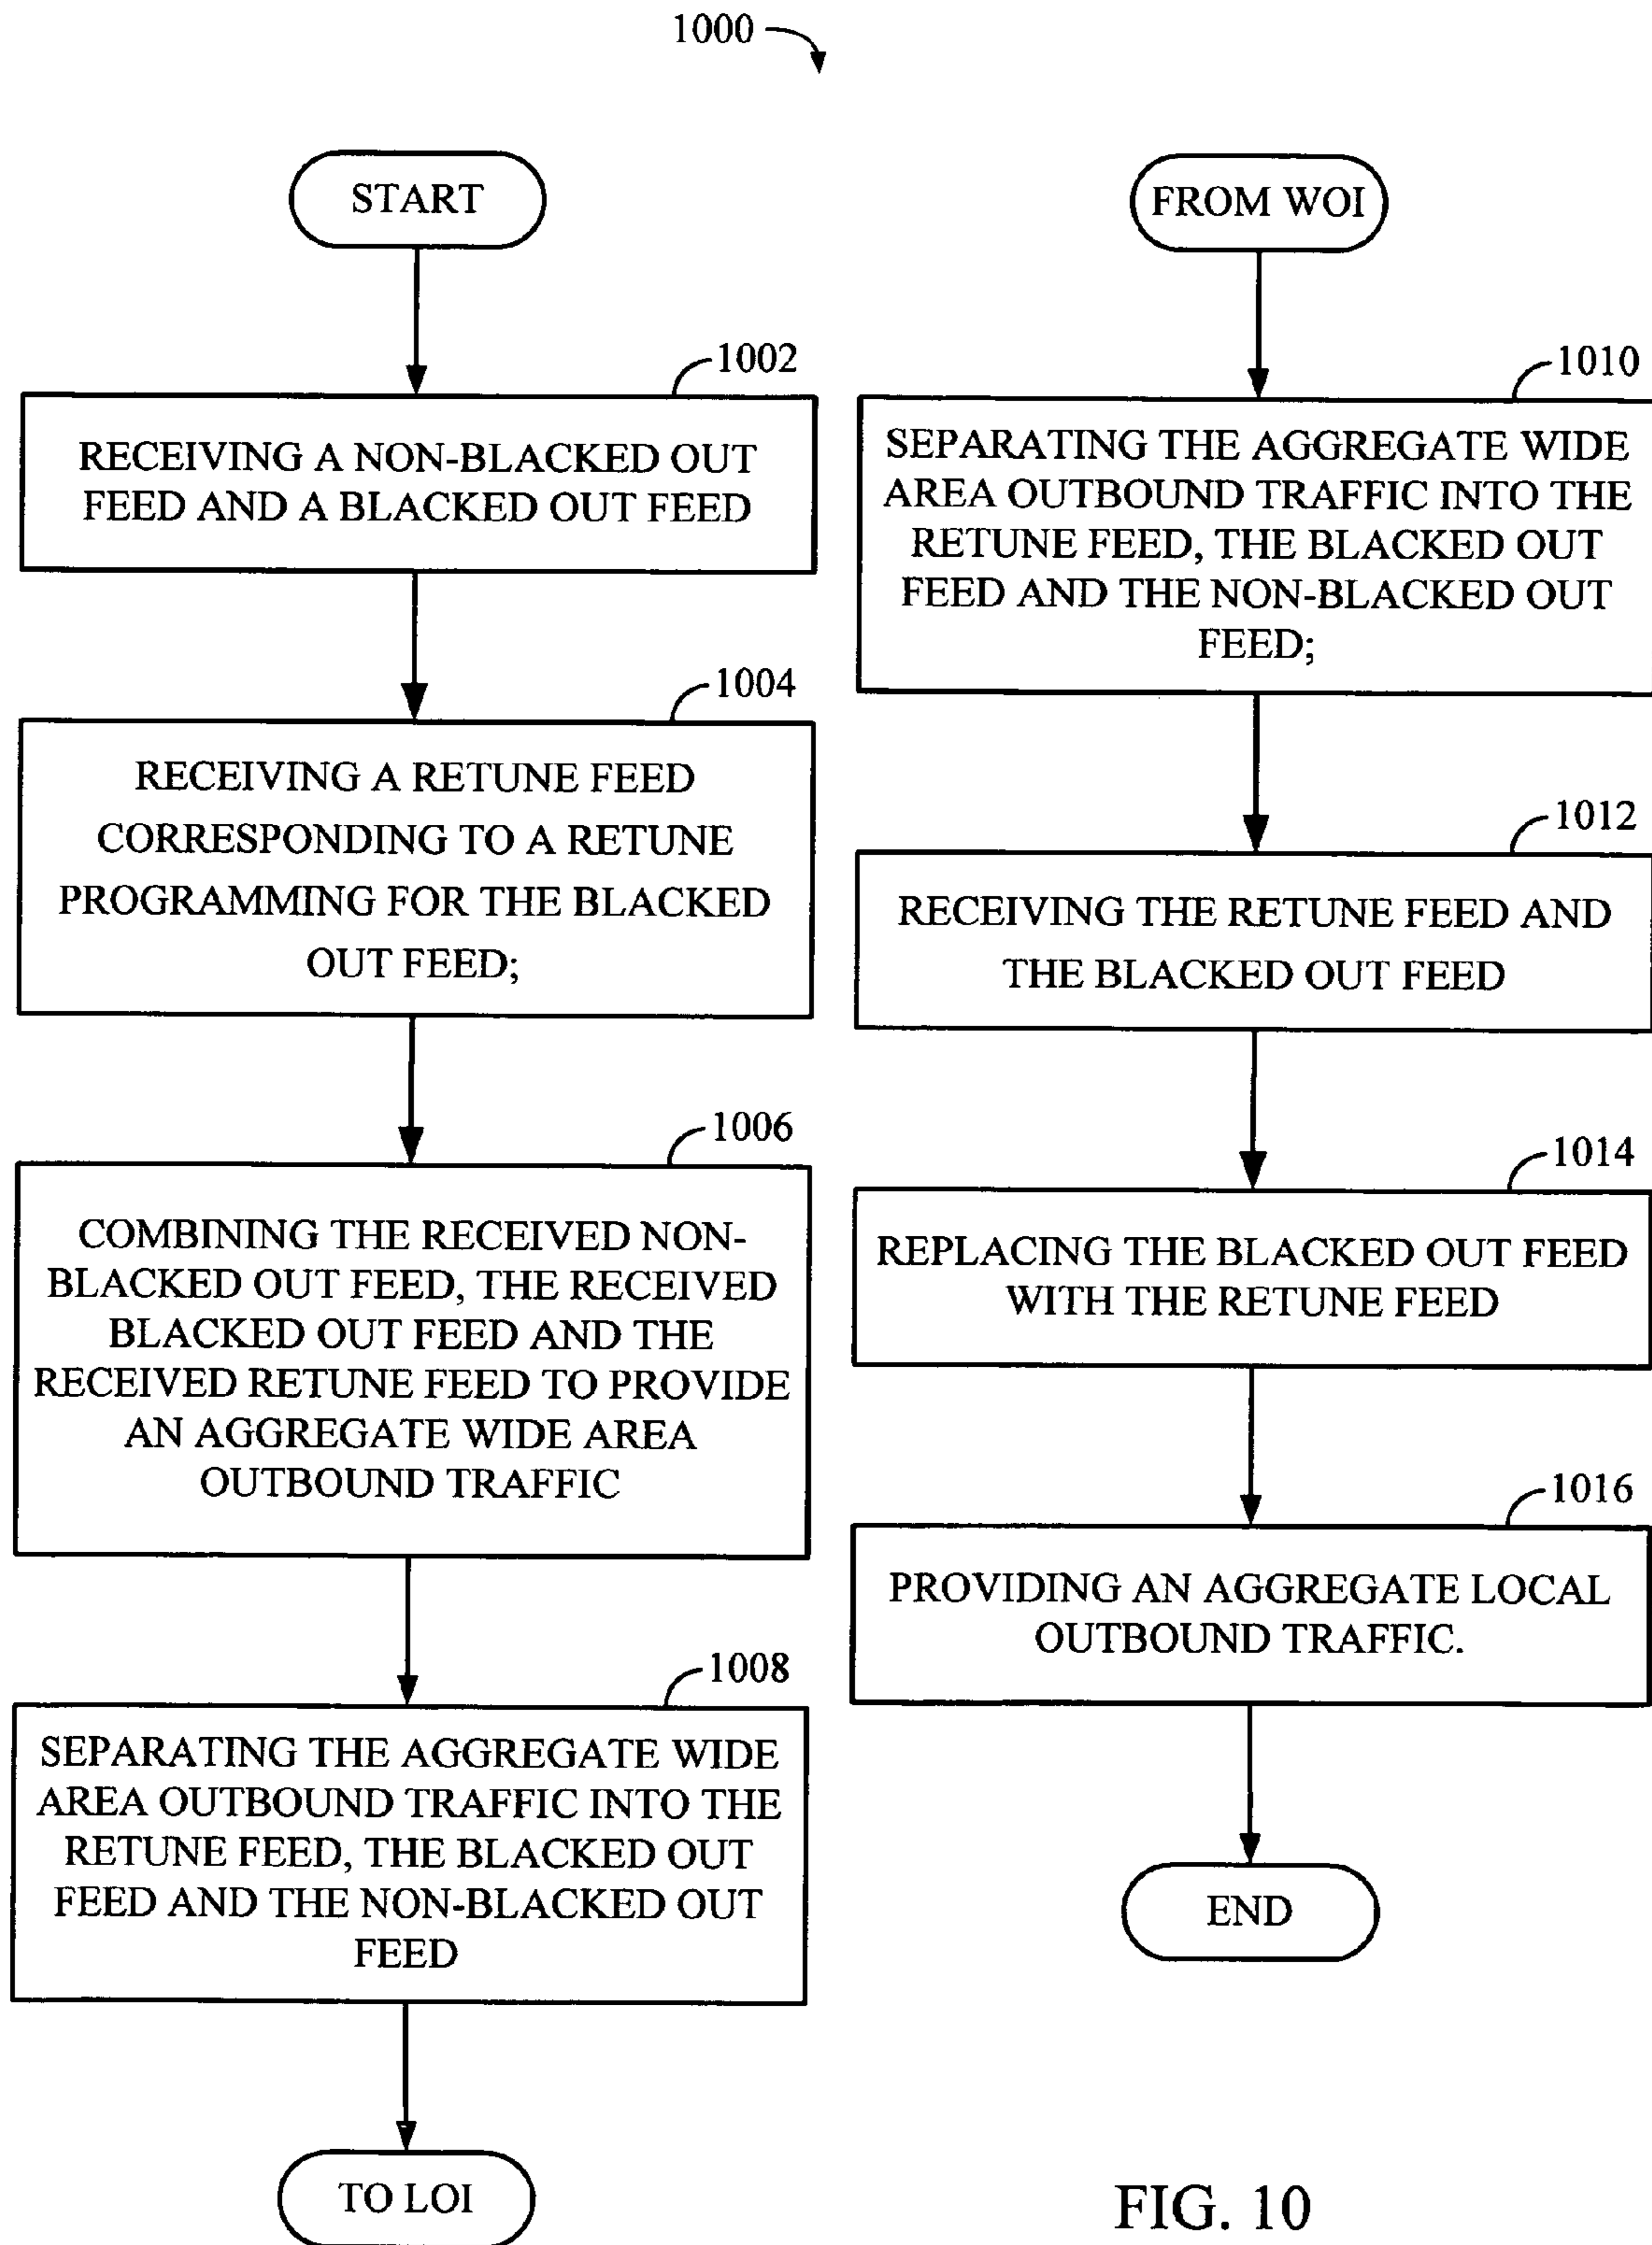 1000
START
1002
RECEIVING A NON-BLACKED OUT
FEED AND A BLACKED OUT FEED
1004
RECEIVING A RETUNE FEED
CORRESPONDING TO A RETUNE
PROGRAMMING FOR THE BLACKED
OUT FEED;
1006
COMBINING THE RECEIVED NON-
BLACKED OUT FEED, THE RECEIVED
BLACKED OUT FEED AND THE
RECEIVED RETUNE FEED TO PROVIDE
AN AGGREGATE WIDE AREA
OUTBOUND TRAFFIC
1008
SEPARATING THE AGGREGATE WIDE
AREA OUTBOUND TRAFFIC INTO THE
RETUNE FEED, THE BLACKED OUT
FEED AND THE NON-BLACKED OUT
FEED
TO LOI
FROM WOI
1010
SEPARATING THE AGGREGATE WIDE
AREA OUTBOUND TRAFFIC INTO THE
RETUNE FEED, THE BLACKED OUT
FEED AND THE NON-BLACKED OUT
FEED;
1012
RECEIVING THE RETUNE FEED AND
THE BLACKED OUT FEED
1014
REPLACING THE BLACKED OUT FEED
WITH THE RETUNE FEED
1016
PROVIDING AN AGGREGATE LOCAL
OUTBOUND TRAFFIC.
END
FIG. 10